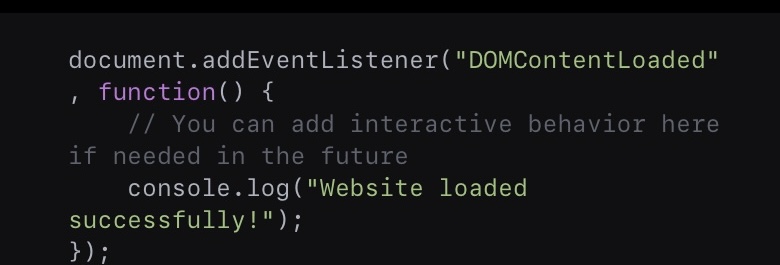 document.addEventListener("DOMContentLoaded"
, function() {
    // You can add interactive behavior here
if needed in the future
    console.log("Website loaded
successfully!");
});